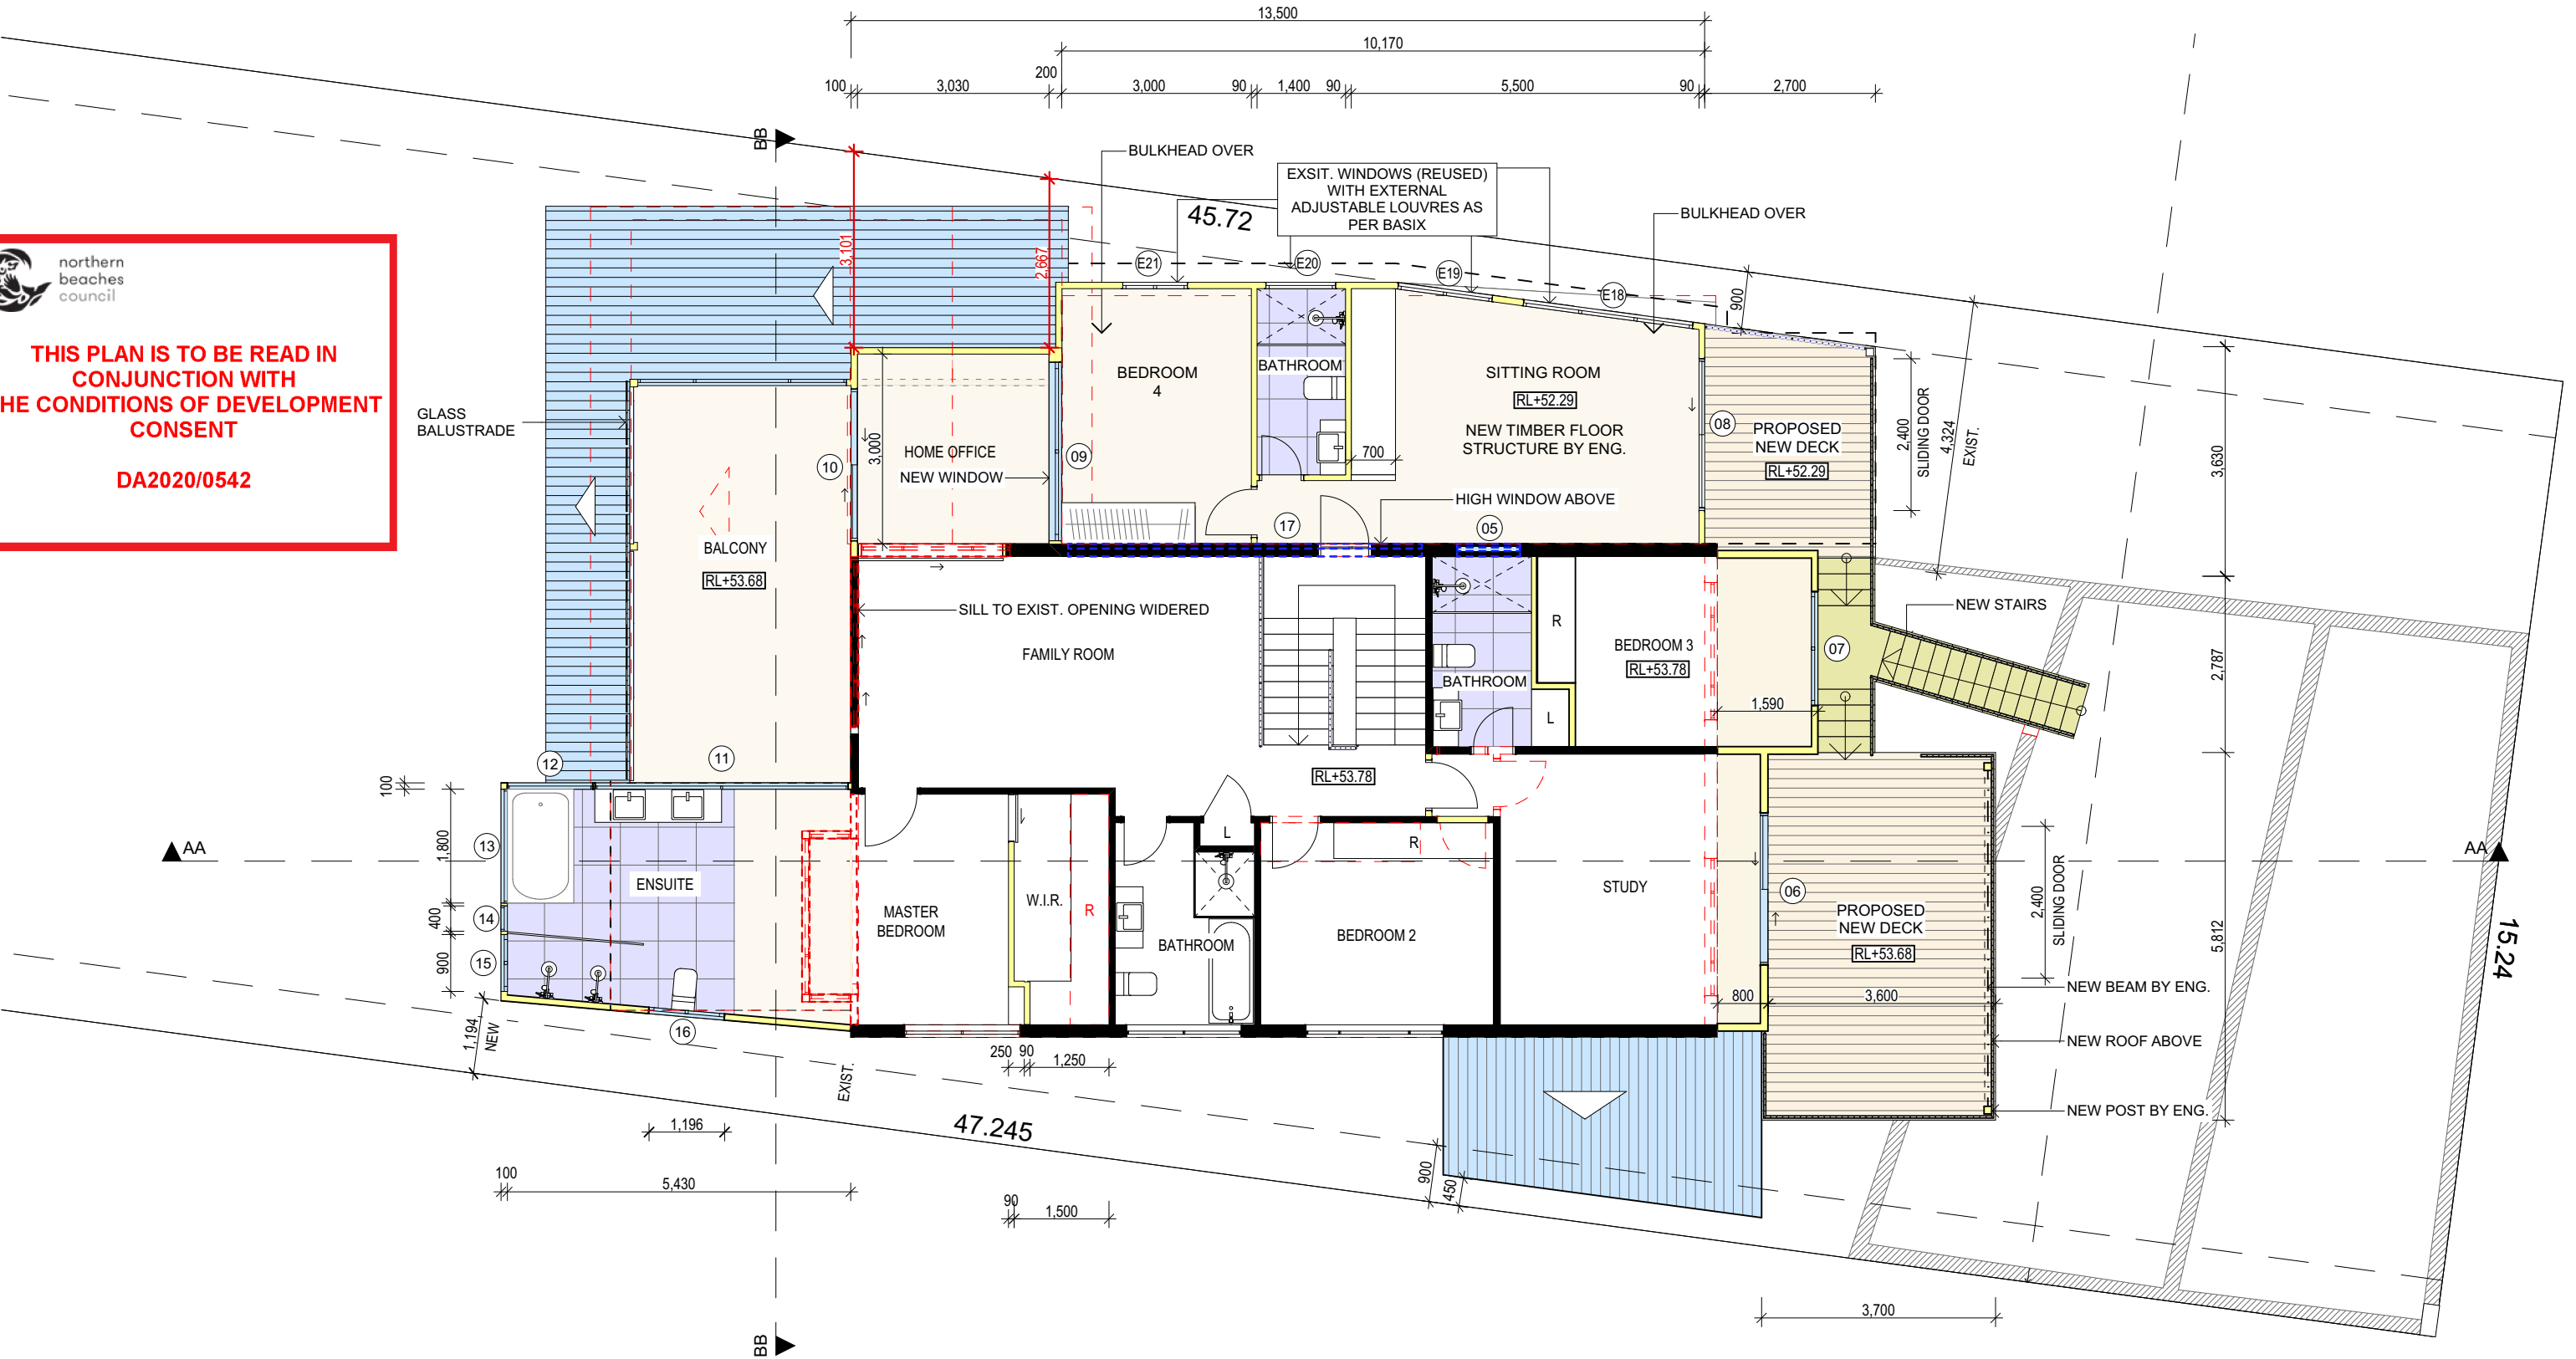 13,500
10,170
100
3,030
200
3,000
90
1,400
90
5,500
90
2,700
BB
BULKHEAD OVER
EXSIT. WINDOWS (REUSED)
WITH EXTERNAL
ADJUSTABLE LOUVRES AS
PER BASIX
45.72
BULKHEAD OVER
northern
beaches
council
THIS PLAN IS TO BE READ IN
CONJUNCTION WITH
HE CONDITIONS OF DEVELOPMENT
CONSENT
DA2020/0542
3,101
2,667
E21
E20
E19
E18
900
GLASS
BALUSTRADE
BEDROOM
4
BATHROOM
SITTING ROOM
RL+52.29
NEW TIMBER FLOOR
STRUCTURE BY ENG.
700
08
PROPOSED
NEW DECK
RL+52.29
2,400
SLIDING DOOR
4,324
EXIST.
3,630
10
3,000
HOME OFFICE
NEW WINDOW
09
HIGH WINDOW ABOVE
17
05
BALCONY
RL+53.68
SILL TO EXIST. OPENING WIDERED
FAMILY ROOM
R
BEDROOM 3
RL+53.78
BATHROOM
L
1,590
07
NEW STAIRS
2,787
12
11
RL+53.78
100
1,800
13
400
14
900
15
ENSUITE
MASTER
BEDROOM
W.I.R.
R
L
BATHROOM
R
BEDROOM 2
STUDY
06
PROPOSED
NEW DECK
RL+53.68
2,400
SLIDING DOOR
5,812
AA
AA
15.24
800
3,600
NEW BEAM BY ENG.
NEW ROOF ABOVE
NEW POST BY ENG.
1,194
NEW
16
EXIST.
250
90
1,250
1,196
47.245
900
450
100
5,430
90
1,500
3,700
BB